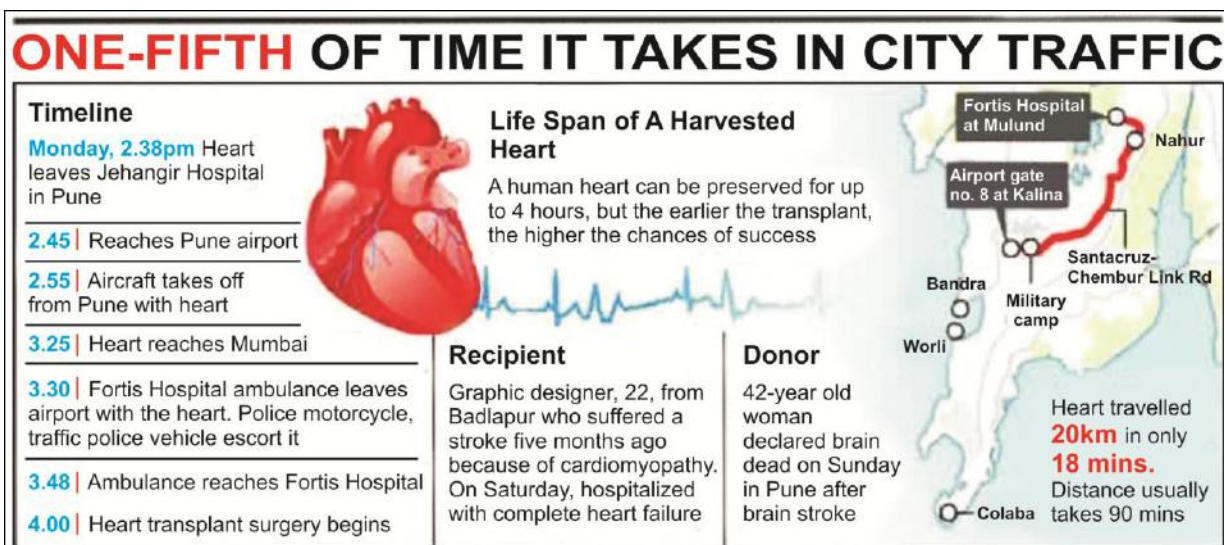 ONE-FIFTH OF TIME IT TAKES IN CITY TRAFFIC
Timeline
Monday, 2.38pm Heart
leaves Jehangir Hospital
in Pune
2.45| Reaches Pune airport
2.55| Aircraft takes off
from Pune with heart
3.25| Heart reaches Mumbai
3.30| Fortis Hospital ambulance leaves
airport with the heart. Police motorcycle,
traffic police vehicle escort it
3.48| Ambulance reaches Fortis Hospital
4.00| Heart transplant surgery begins
Life Span of A Harvested
Heart
A human heart can be preserved for up
to 4 hours, but the earlier the transplant,
the higher the chances of success
Recipient
Graphic designer, 22, from
Badlapur who suffered a
stroke five months ago
because of cardiomyopathy.
On Saturday, hospitalized
with complete heart failure
Donor
42-year old
woman
declared brain
dead on Sunday
in Pune after
brain stroke
Fortis Hospital
at Mulund
Nahur
Airport gate
no. 8 at Kalina
Santacruz-
Chembur Link Rd
Bandra
Military
camp
Worli
Colaba
Heart travelled
20km in only
18 mins.
Distance usually
takes 90 mins